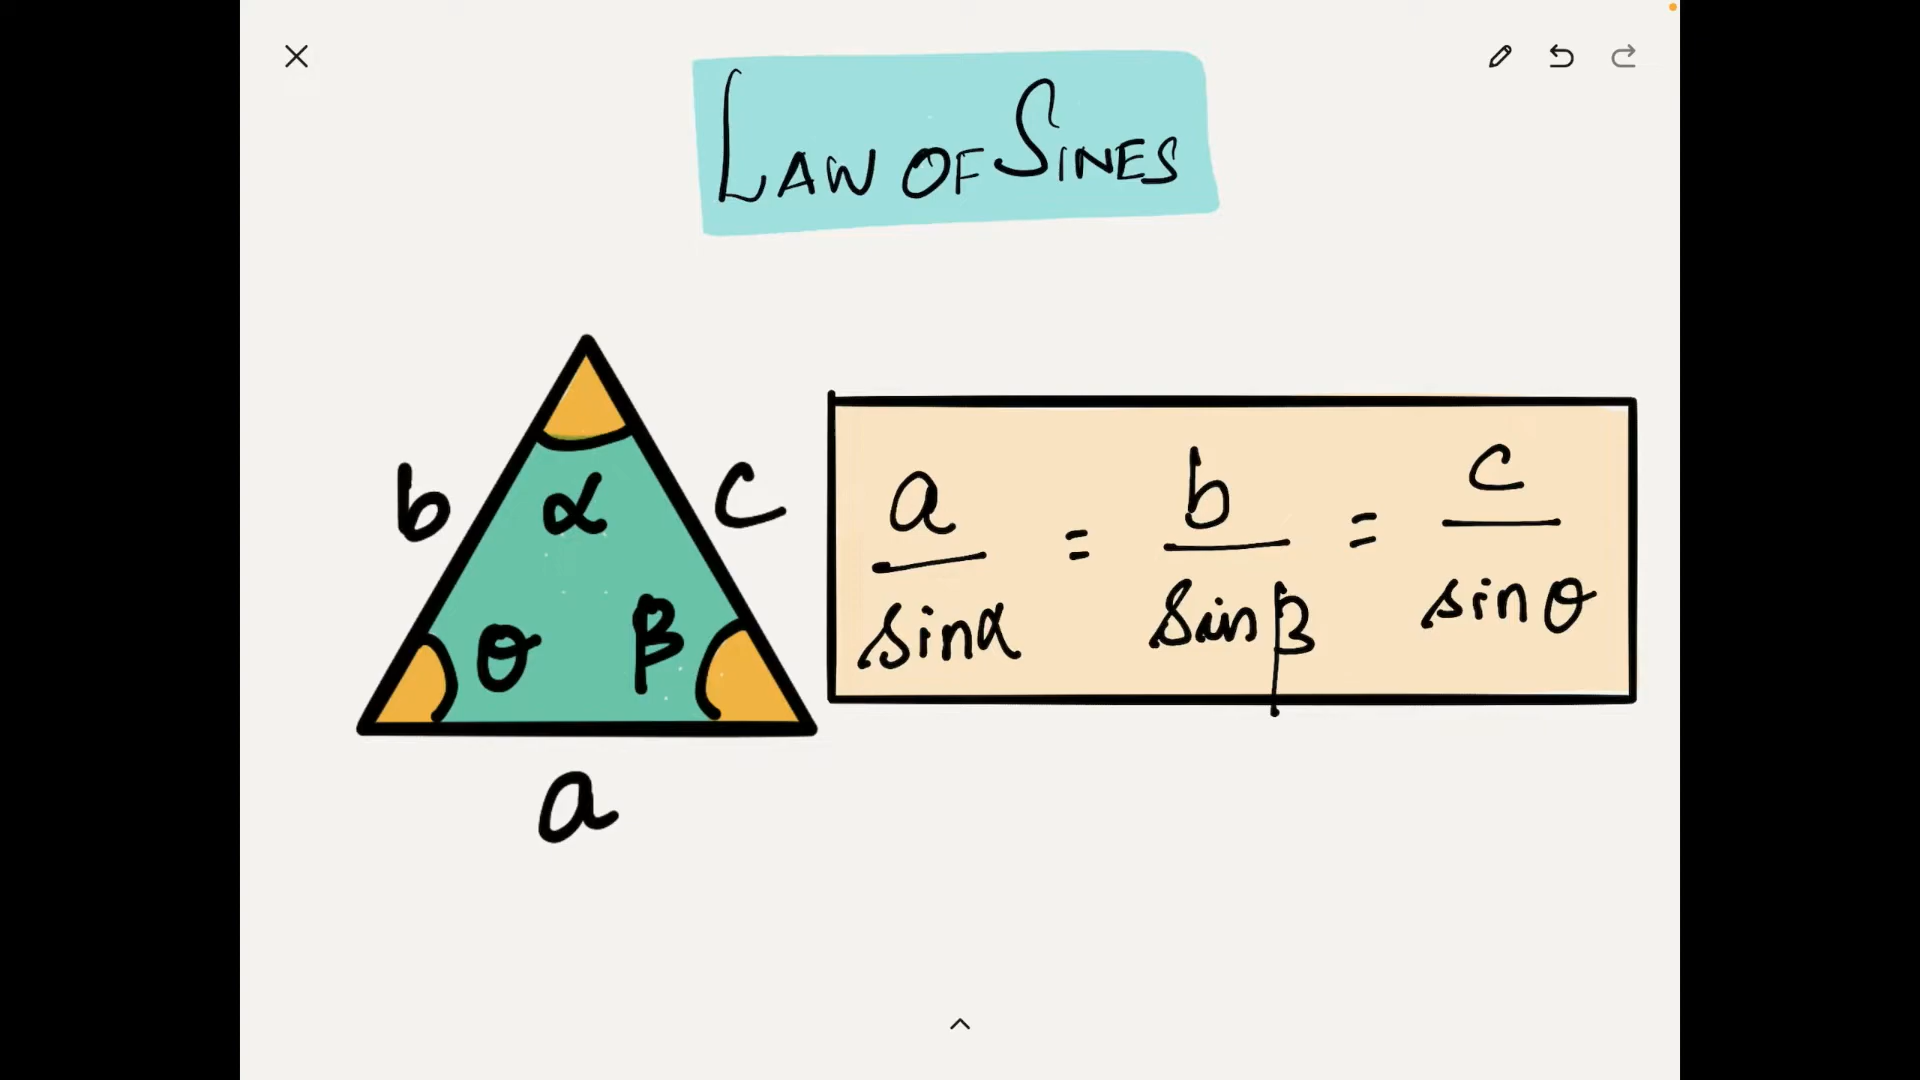 LAW OF SINES
b
α
c
θ
β
a
a/sinα = b/sinβ = c/sinθ